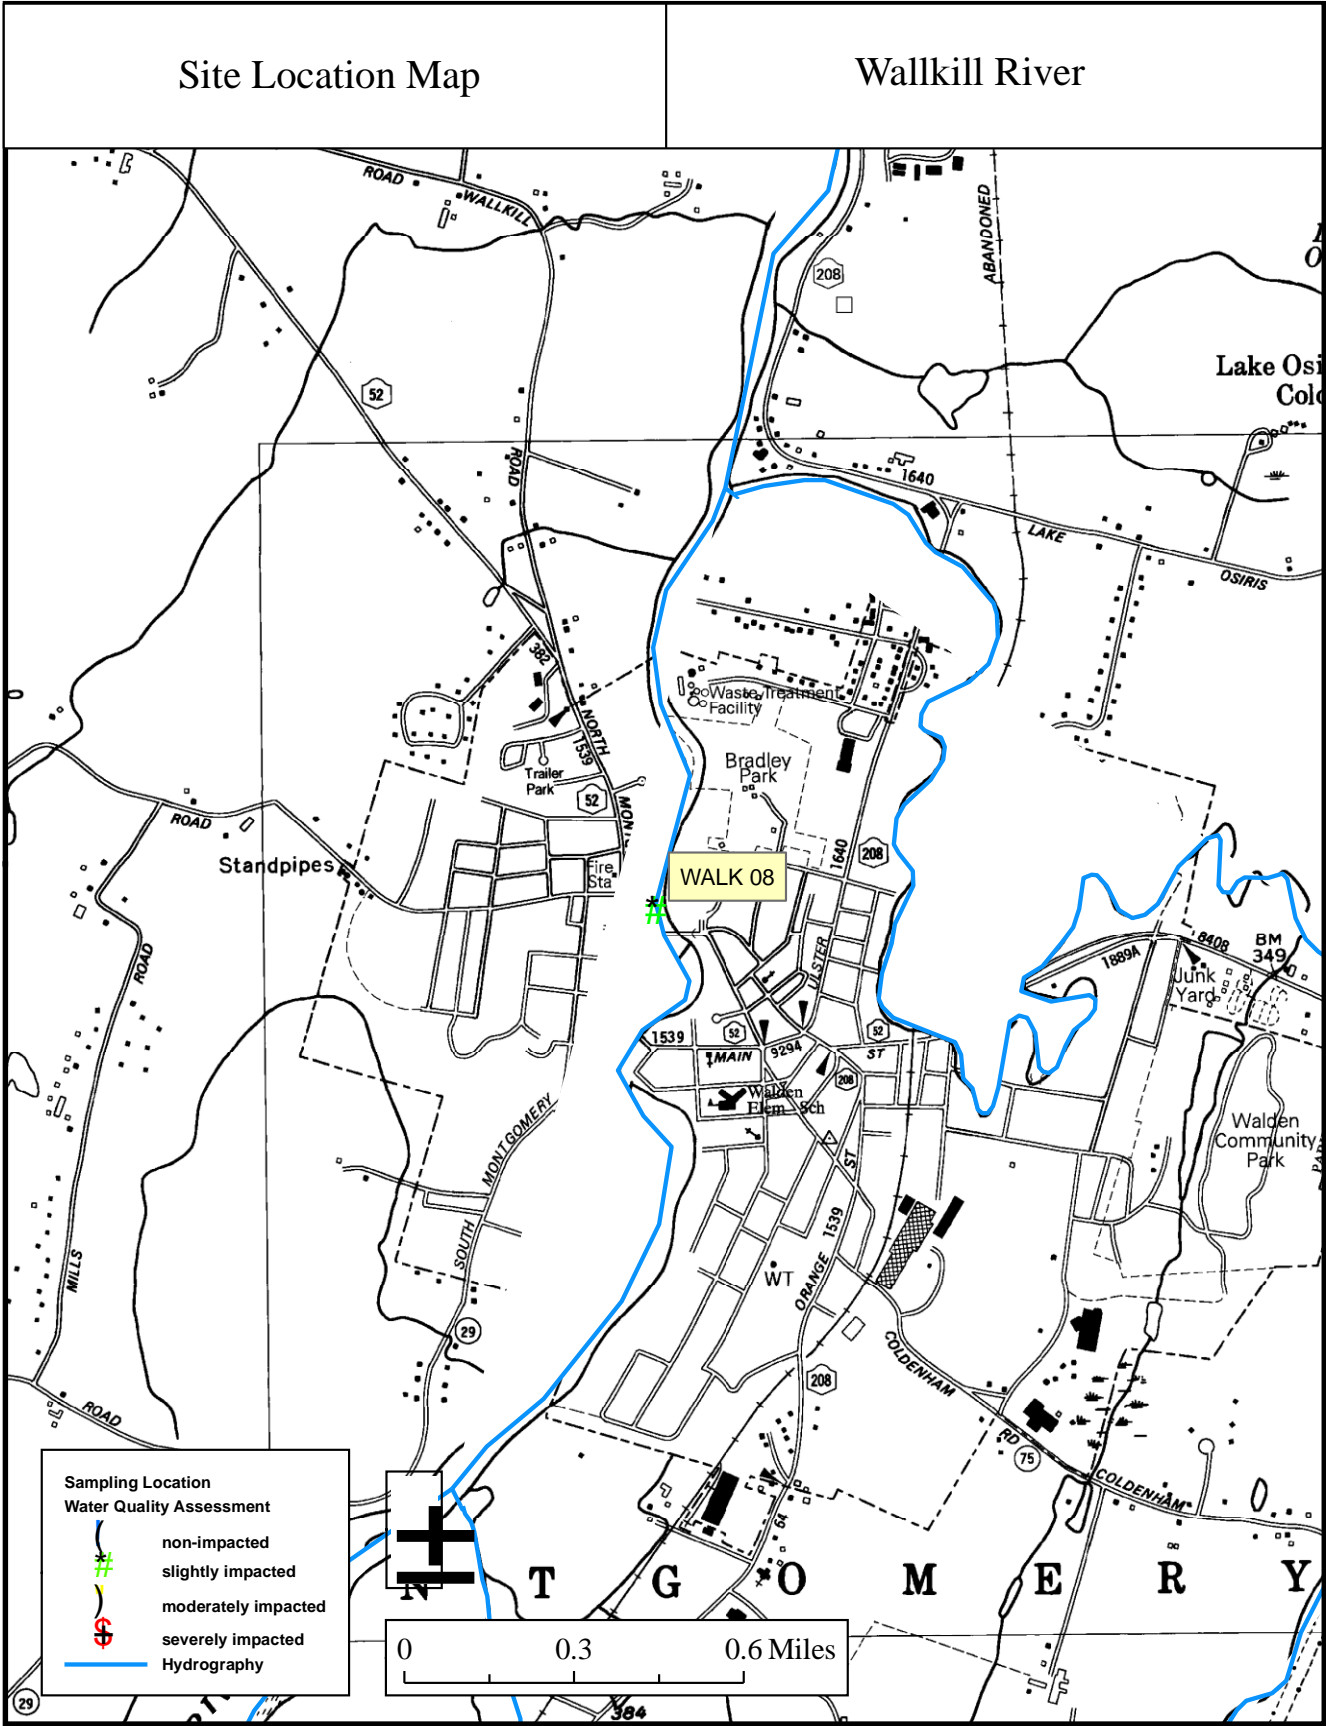 Site Location Map
Wallkill River
ROAD
WALLKILL
ABANDONED
208
52
Lake Osi
Colo
ROAD
1640
LAKE
OSIRIS
382
Waste Treatment
Facility
NORTH
1539
Bradley
Park
Trailer
Park
52
MONT
ROAD
Standpipes
Fire
Sta
1640
208
WALK 08
ROAD
ULSTER
8408
BM
349
1889A
Junk
Yard
1539
52
MAIN
9294
ST
52
208
Walden
Elem Sch
Walden
Community
Park
MONTGOMERY
SOUTH
ST
1539
MILLS
WT
ORANGE
29
COLDENHAM
208
ROAD
RD
75
COLDENHAM
64
N T G O M E R Y
Sampling Location
Water Quality Assessment
non-impacted
slightly impacted
moderately impacted
severely impacted
Hydrography
0 0.3 0.6 Miles
29
384